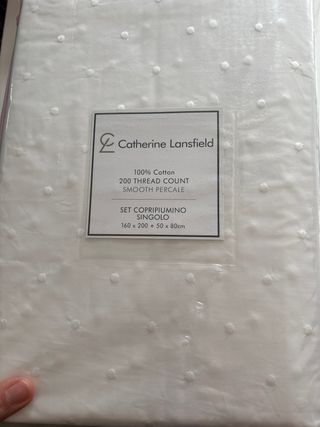 CL Catherine Lansfield
100% Cotton
200 THREAD COUNT
SMOOTH PERCALE
SET COPRIPIUMINO
SINGOLO
160 x 200 + 50 x 80cm